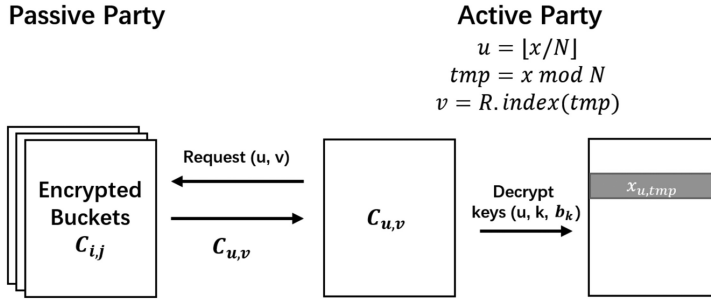 Passive Party
Active Party
u = ⌊x/N⌋
tmp = x mod N
v = R.index(tmp)
Encrypted
Buckets
C_{i,j}
Request (u, v)
C_{u,v}
C_{u,v}
Decrypt
keys (u, k, b_k)
x_{u,tmp}